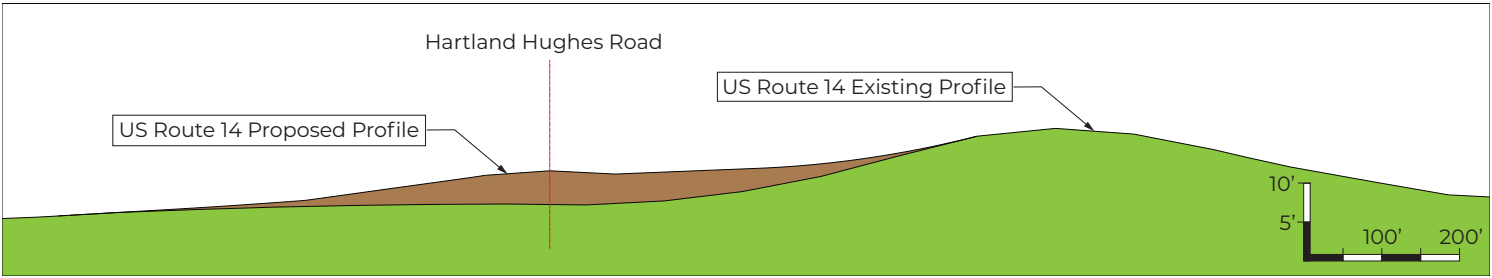 Hartland Hughes Road
US Route 14 Existing Profile
US Route 14 Proposed Profile
10’
5’
100’ 200’